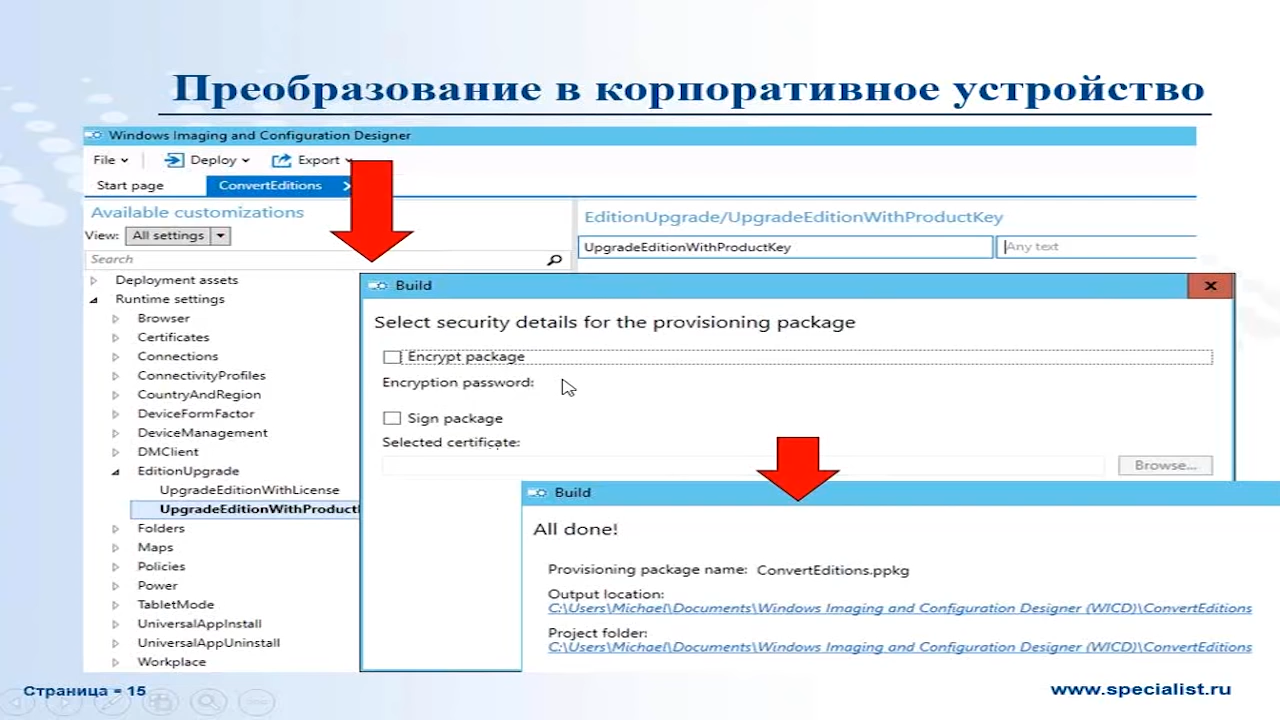 Преобразование в корпоративное устройство
Windows Imaging and Configuration Designer
File Deploy Export
Start page ConvertEditions
Available customizations
View: All settings
Search
Deployment assets
Runtime settings
Browser
Certificates
Connections
ConnectivityProfiles
CountryAndRegion
DeviceFormFactor
DeviceManagement
DMClient
EditionUpgrade
UpgradeEditionWithLicense
UpgradeEditionWithProduct
Folders
Maps
Policies
Power
TabletMode
UniversalAppInstall
UniversalAppUninstall
Workplace
EditionUpgrade/UpgradeEditionWithProductKey
UpgradeEditionWithProductKey Any text
Build
Select security details for the provisioning package
Encrypt package
Encryption password:
Sign package
Selected certificate:
Browse...
Build
All done!
Provisioning package name: ConvertEditions.ppkg
Output location:
C:\Users\Michael\Documents\Windows Imaging and Configuration Designer (WICD)\ConvertEditions
Project folder:
C:\Users\Michael\Documents\Windows Imaging and Configuration Designer (WICD)\ConvertEditions
Страница = 15
www.specialist.ru